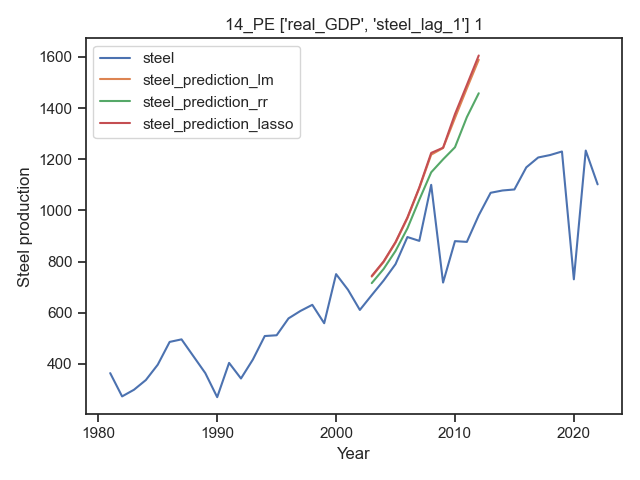 14_PE ['real_GDP', 'steel_lag_1'] 1
steel
steel_prediction_lm
steel_prediction_rr
steel_prediction_lasso
Steel production
1600
1400
1200
1000
800
600
400
1980
1990
2000
2010
2020
Year